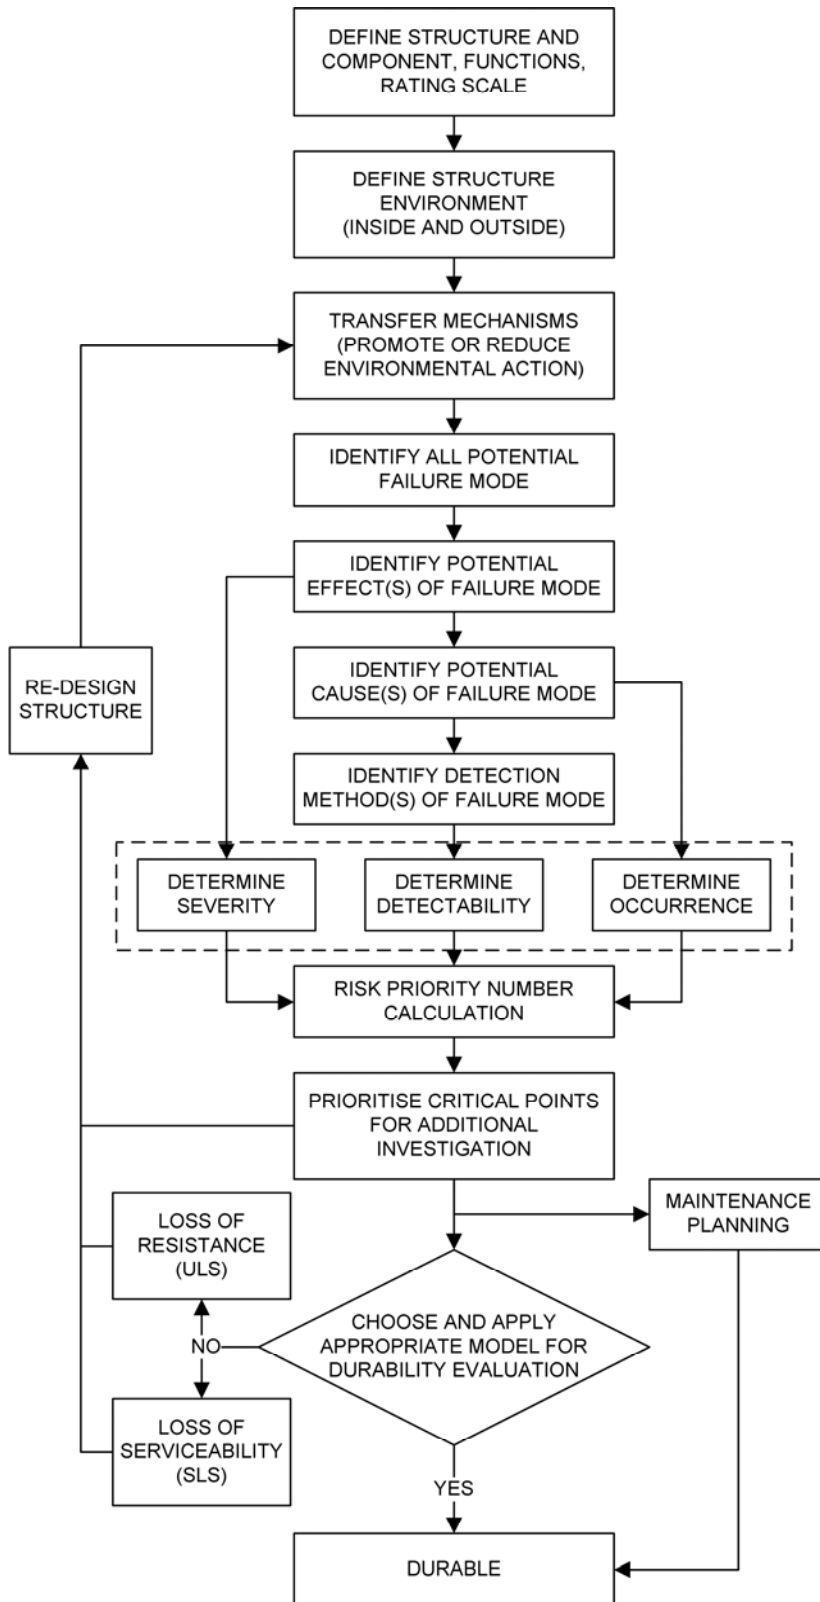 DEFINE STRUCTURE AND
COMPONENT, FUNCTIONS,
RATING SCALE
DEFINE STRUCTURE
ENVIRONMENT
(INSIDE AND OUTSIDE)
TRANSFER MECHANISMS
(PROMOTE OR REDUCE
ENVIRONMENTAL ACTION)
IDENTIFY ALL POTENTIAL
FAILURE MODE
IDENTIFY POTENTIAL
EFFECT(S) OF FAILURE MODE
RE-DESIGN
STRUCTURE
IDENTIFY POTENTIAL
CAUSE(S) OF FAILURE MODE
IDENTIFY DETECTION
METHOD(S) OF FAILURE MODE
DETERMINE
SEVERITY
DETERMINE
DETECTABILITY
DETERMINE
OCCURRENCE
RISK PRIORITY NUMBER
CALCULATION
PRIORITISE CRITICAL POINTS
FOR ADDITIONAL
INVESTIGATION
MAINTENANCE
PLANNING
LOSS OF
RESISTANCE
(ULS)
CHOOSE AND APPLY
APPROPRIATE MODEL FOR
DURABILITY EVALUATION
NO
LOSS OF
SERVICEABILITY
(SLS)
YES
DURABLE